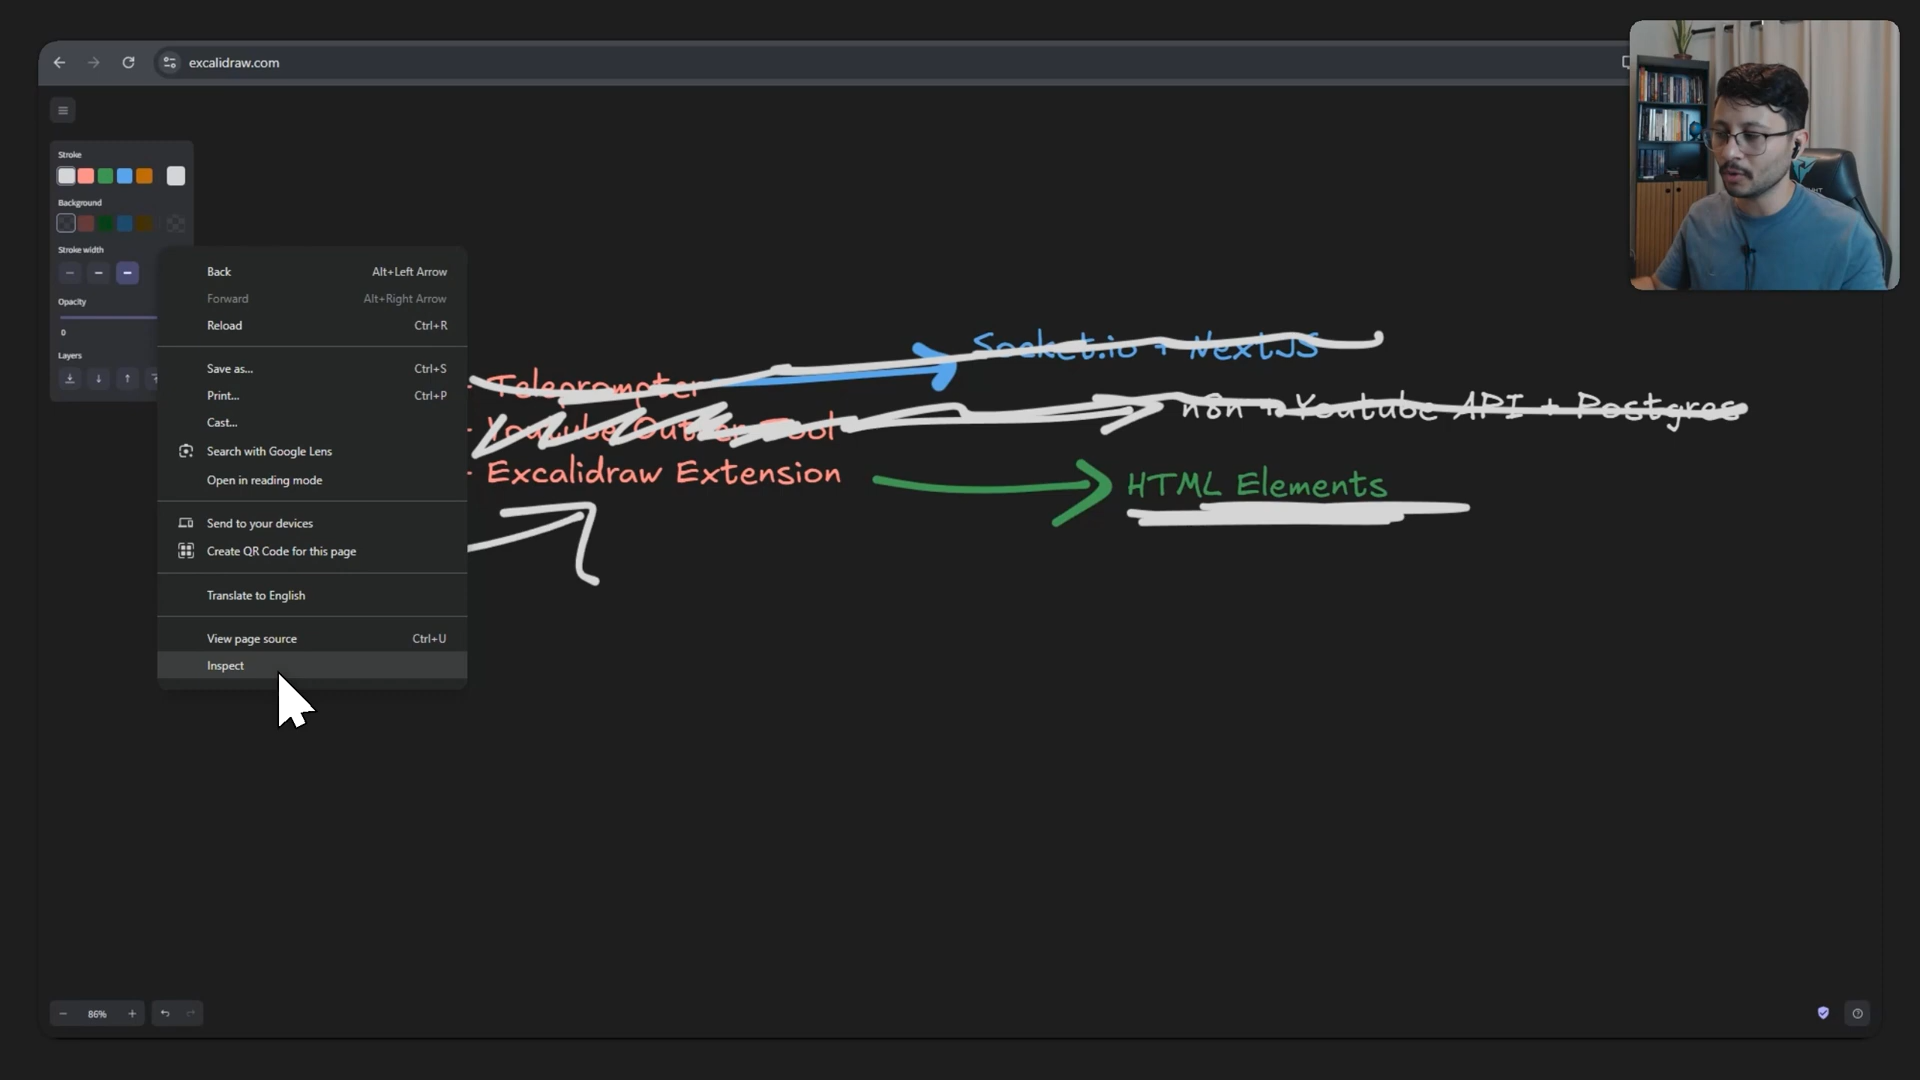 excalidraw.com
Stroke
Background
Stroke width
Opacity
0
Layers
Back Alt+Left Arrow
Forward Alt+Right Arrow
Reload Ctrl+R
Save as... Ctrl+S
Print... Ctrl+P
Cast...
Search with Google Lens
Open in reading mode
Send to your devices
Create QR Code for this page
Translate to English
View page source Ctrl+U
Inspect
Socket.io + NextJS
- Teleprompter
n8n + Youtube API + Postgres
- Youtube Outlier Tool
- Excalidraw Extension
HTML Elements
86%